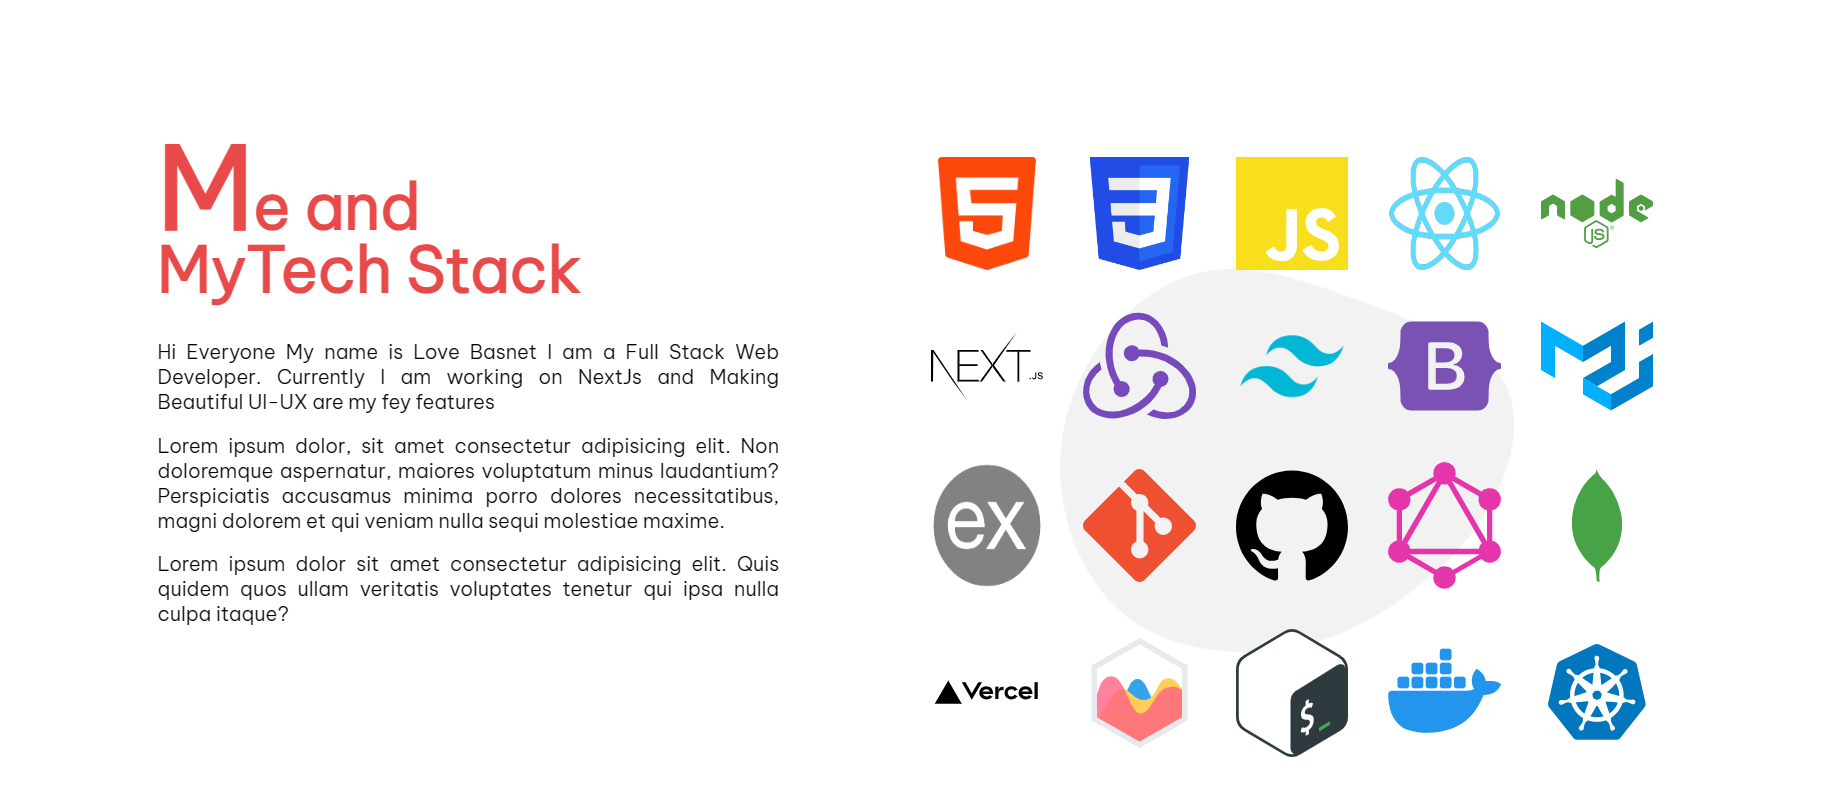 Me and
MyTech Stack
Hi Everyone My name is Love Basnet I am a Full Stack Web
Developer. Currently I am working on NextJs and Making
Beautiful UI-UX are my fey features
Lorem ipsum dolor, sit amet consectetur adipisicing elit. Non
doloremque aspernatur, maiores voluptatum minus laudantium?
Perspiciatis accusamus minima porro dolores necessitatibus,
magni dolorem et qui veniam nulla sequi molestiae maxime.
Lorem ipsum dolor sit amet consectetur adipisicing elit. Quis
quidem quos ullam veritatis voluptates tenetur qui ipsa nulla
culpa itaque?
5
3
JS
node
JS
NEXT.JS
B
ex
Vercel
$_